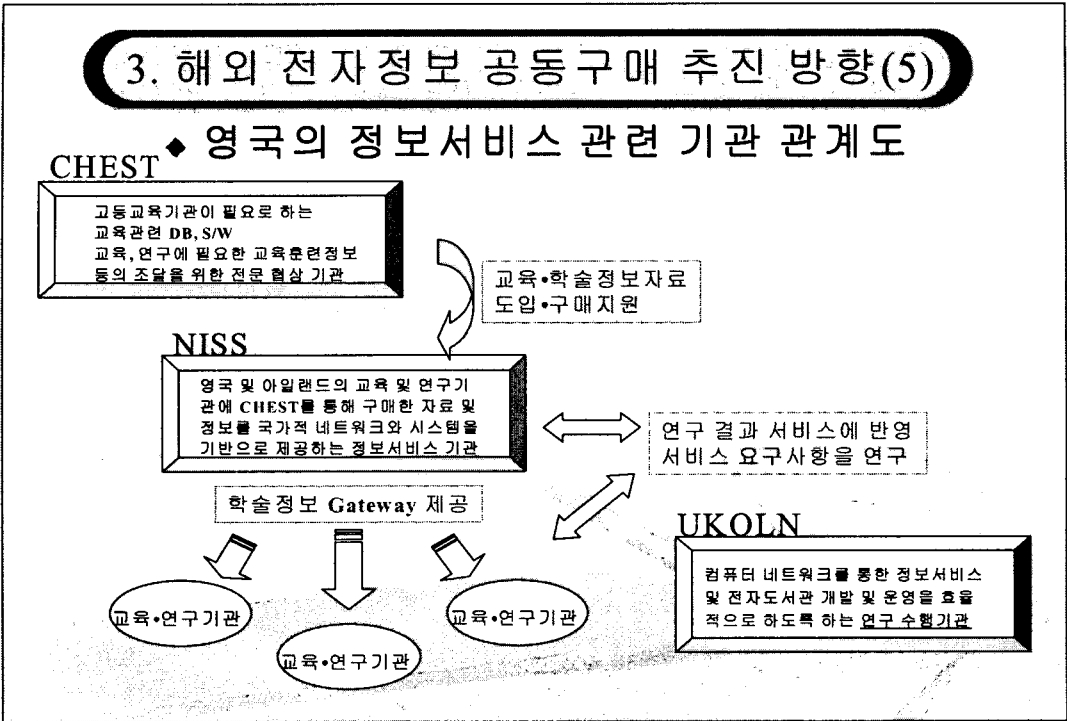 3. 해외 전자정보 공동구매 추진 방향(5)
◆ 영국의 정보서비스 관련 기관 관계도
CHEST
고등교육기관이 필요로 하는
교육관련 DB, S/W
교육,연구에 필요한 교육훈련정보
등의 조달을 위한 전문 협상 기관
교육•학술정보자료
도입•구매지원
NISS
영국 및 아일랜드의 교육 및 연구기
관에 CHEST를 통해 구매한 자료 및
정보를 국가적 네트워크와 시스템을
기반으로 제공하는 정보서비스 기관
연구 결과 서비스에 반영
서비스 요구사항을 연구
학술정보 Gateway 제공
UKOLN
컴퓨터 네트워크를 통한 정보서비스
및 전자도서관 개발 및 운영을 효율
적으로 하도록 하는 연구 수행기관
교육•연구기관
교육•연구기관
교육•연구기관